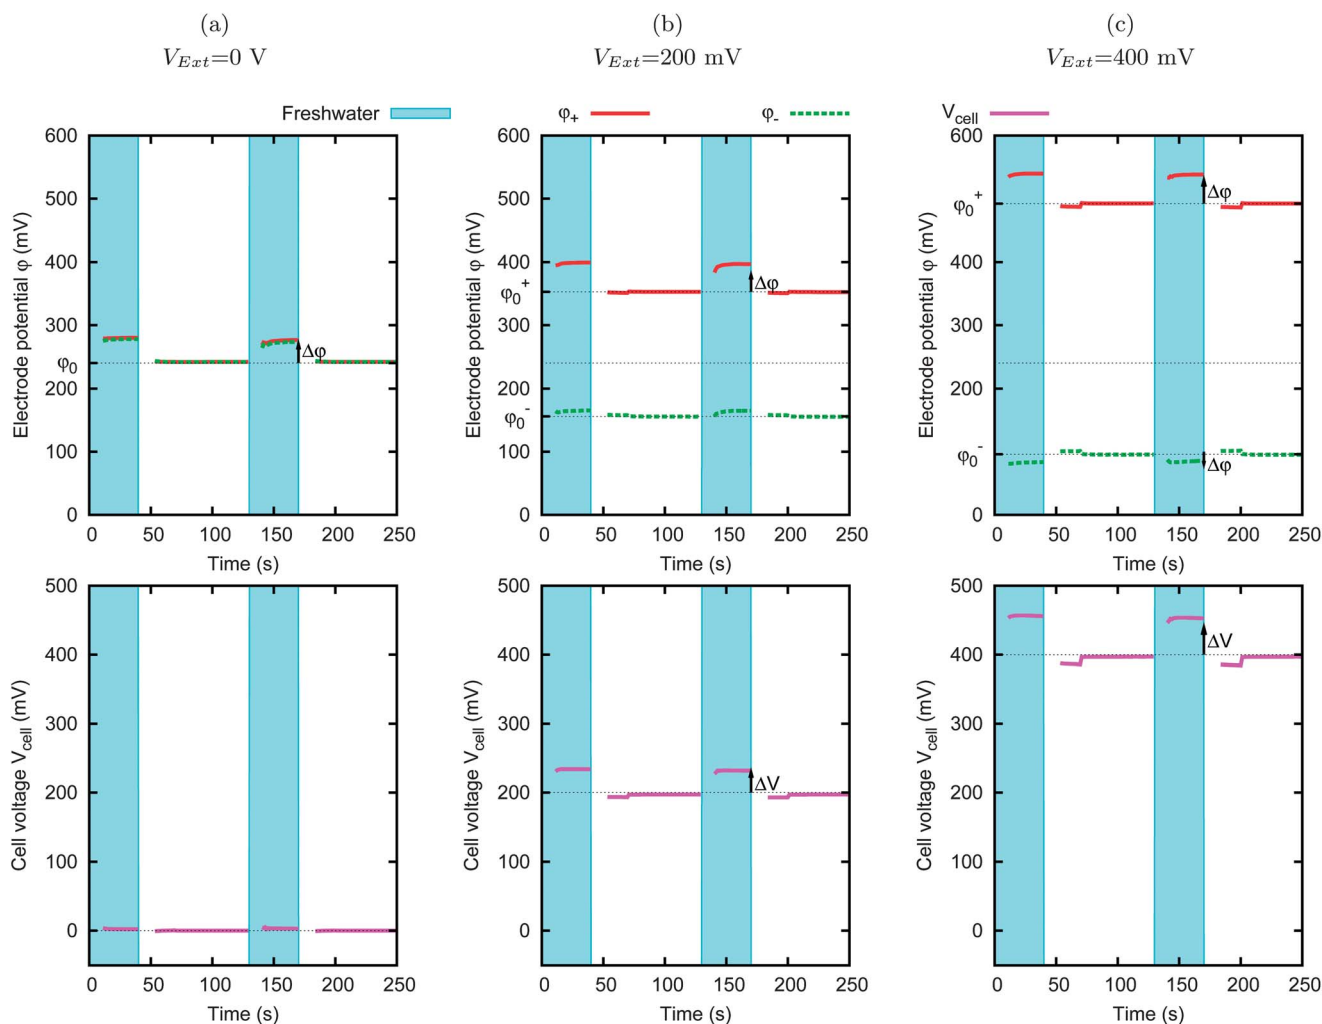 (a)
(b)
(c)
V_Ext=0 V
V_Ext=200 mV
V_Ext=400 mV
Freshwater
φ+
φ-
V_cell
Electrode potential φ (mV)
600
500
400
300
φ0
200
100
0
Δφ
0 50 100 150 200 250
Time (s)
Electrode potential φ (mV)
600
500
400
φ0+
300
200
φ0-
100
0
Δφ
0 50 100 150 200 250
Time (s)
Electrode potential φ (mV)
600
φ0+
400
300
200
φ0-
0
Δφ
Δφ
0 50 100 150 200 250
Time (s)
Cell voltage V_cell (mV)
500
400
300
200
100
0
0 50 100 150 200 250
Time (s)
Cell voltage V_cell (mV)
500
400
300
200
100
0
ΔV
0 50 100 150 200 250
Time (s)
Cell voltage V_cell (mV)
500
400
300
200
100
0
ΔV
0 50 100 150 200 250
Time (s)